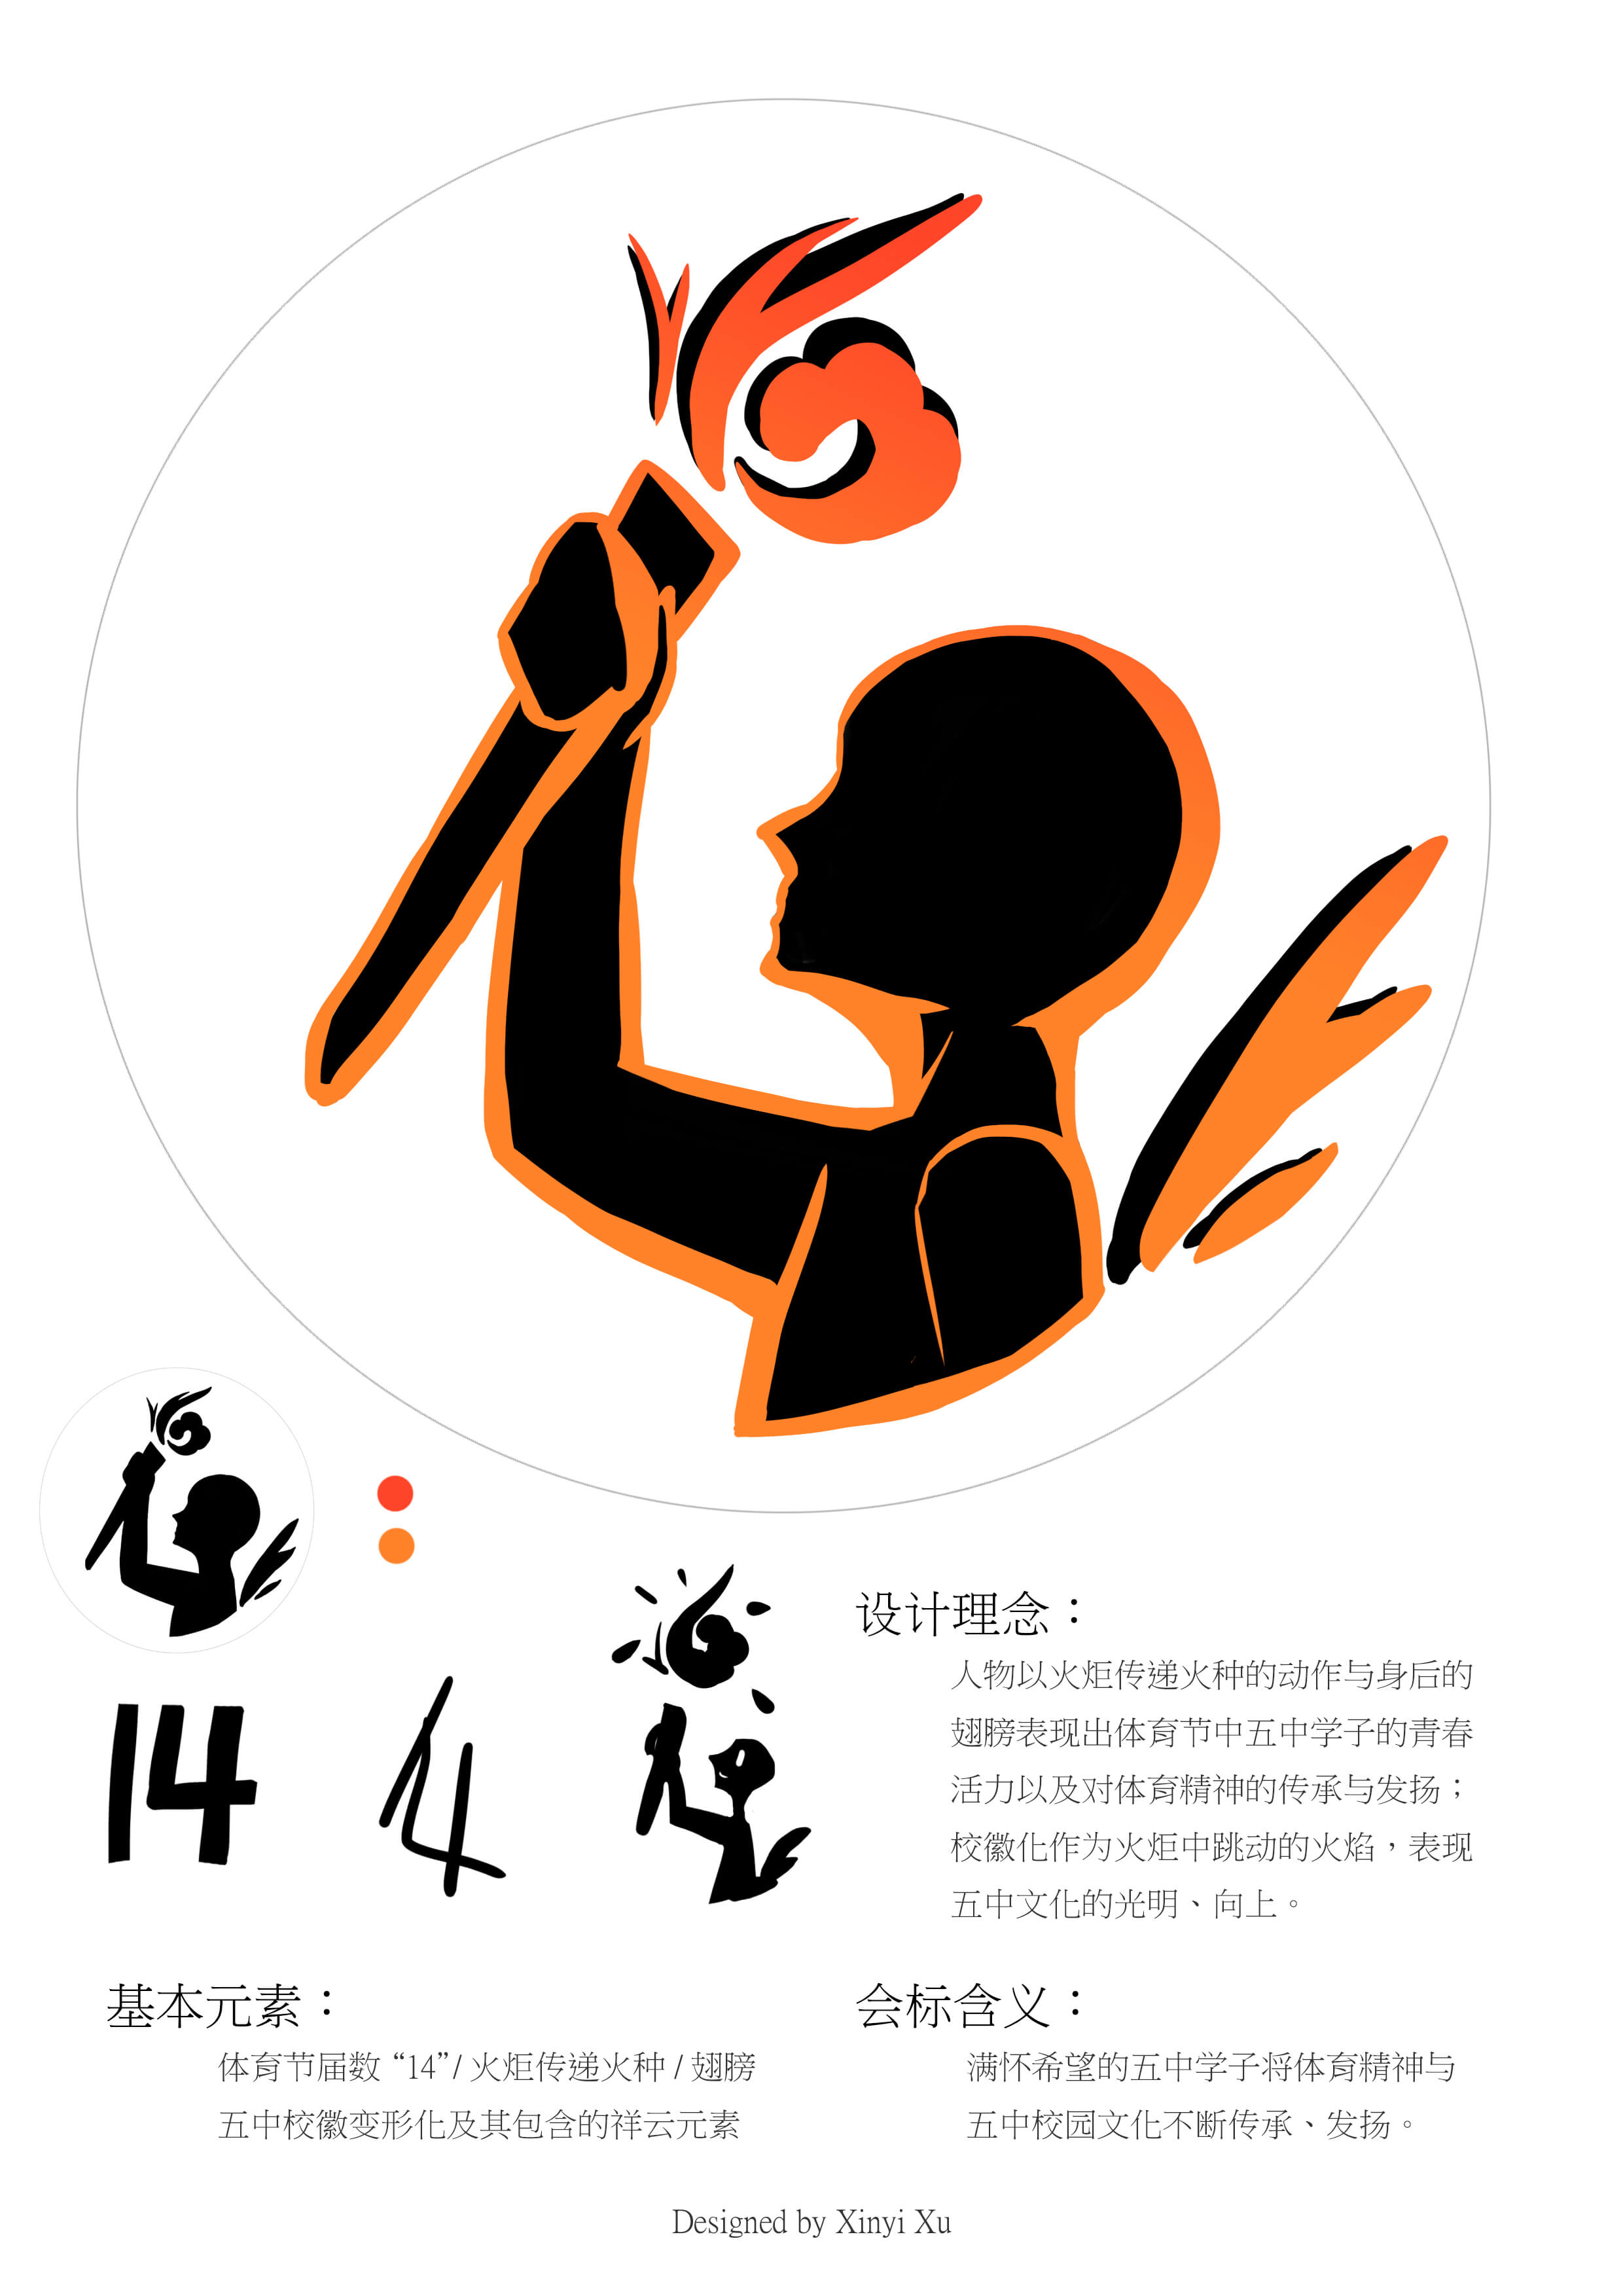 14
设计理念：
人物以火炬传递火种的动作与身后的
翅膀表现出体育节中五中学子的青春
活力以及对体育精神的传承与发扬；
校徽化作为火炬中跳动的火焰，表现
五中文化的光明、向上。
基本元素：
体育节届数 “14”/ 火炬传递火种 / 翅膀
五中校徽变形化及其包含的祥云元素
会标含义：
满怀希望的五中学子将体育精神与
五中校园文化不断传承、发扬。
Designed by Xinyi Xu